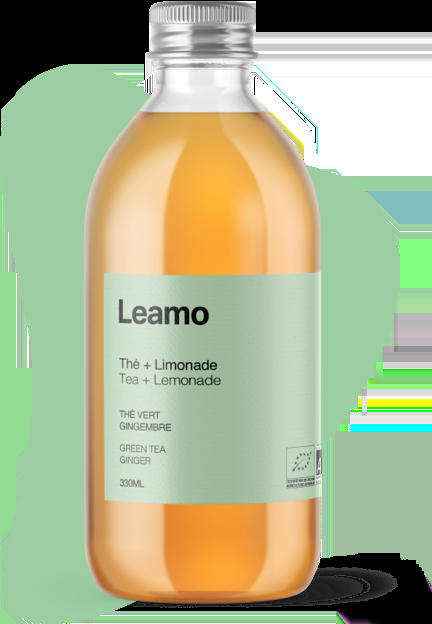 Leamo
Thé + Limonade
Tea + Lemonade
THÉ VERT
GINGEMBRE
GREEN TEA
GINGER
330ML